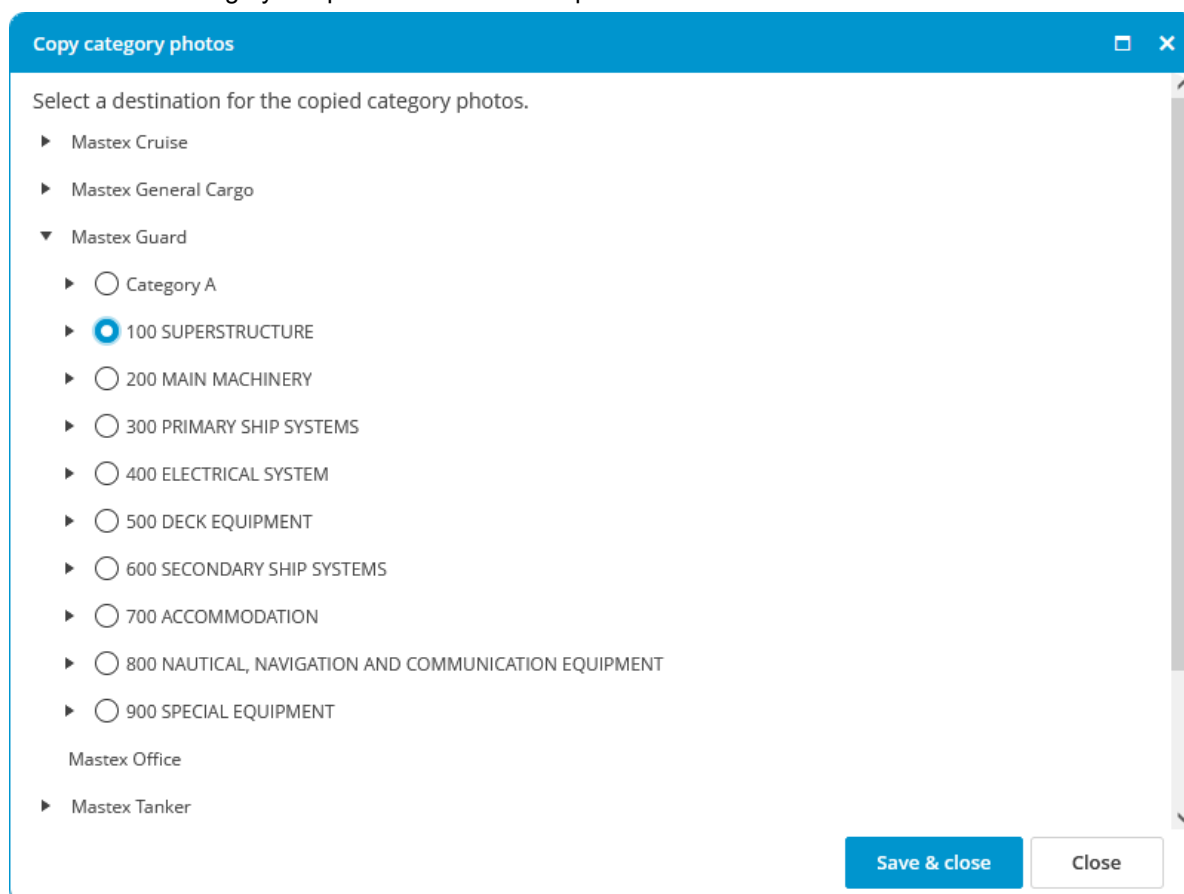 Copy category photos
Select a destination for the copied category photos.
Mastex Cruise
Mastex General Cargo
Mastex Guard
Category A
100 SUPERSTRUCTURE
200 MAIN MACHINERY
300 PRIMARY SHIP SYSTEMS
400 ELECTRICAL SYSTEM
500 DECK EQUIPMENT
600 SECONDARY SHIP SYSTEMS
700 ACCOMMODATION
800 NAUTICAL, NAVIGATION AND COMMUNICATION EQUIPMENT
900 SPECIAL EQUIPMENT
Mastex Office
Mastex Tanker
Save & close Close